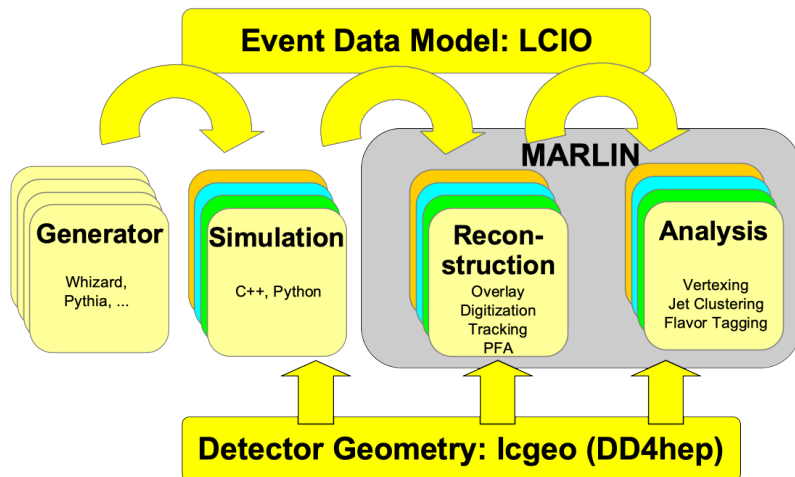 Event Data Model: LCIO
MARLIN
Generator
Whizard,
Pythia, ...
Simulation
C++, Python
Recon-
struction
Overlay
Digitization
Tracking
PFA
Analysis
Vertexing
Jet Clustering
Flavor Tagging
Detector Geometry: lcgeo (DD4hep)